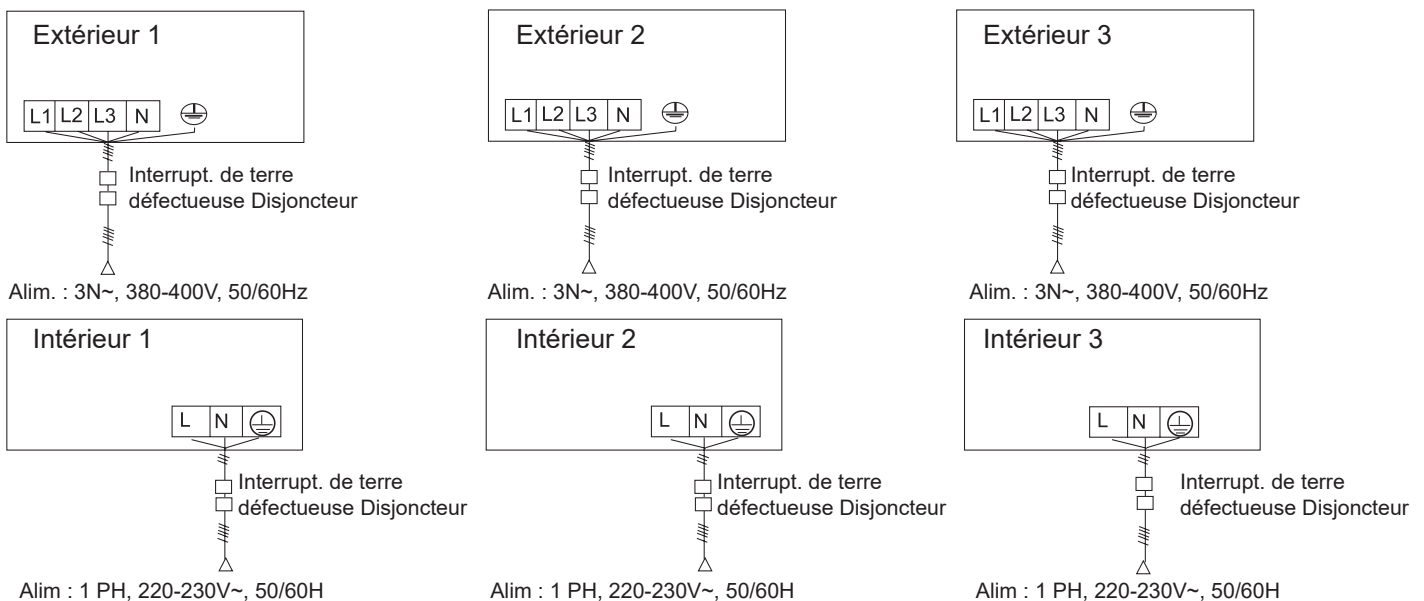 Extérieur 1
L1 L2 L3 N
Interrupt. de terre
défectueuse Disjoncteur
Alim. : 3N~, 380-400V, 50/60Hz
Extérieur 2
L1 L2 L3 N
Interrupt. de terre
défectueuse Disjoncteur
Alim. : 3N~, 380-400V, 50/60Hz
Extérieur 3
L1 L2 L3 N
Interrupt. de terre
défectueuse Disjoncteur
Alim. : 3N~, 380-400V, 50/60Hz
Intérieur 1
L N
Interrupt. de terre
défectueuse Disjoncteur
Alim : 1 PH, 220-230V~, 50/60H
Intérieur 2
L N
Interrupt. de terre
défectueuse Disjoncteur
Alim : 1 PH, 220-230V~, 50/60H
Intérieur 3
L N
Interrupt. de terre
défectueuse Disjoncteur
Alim : 1 PH, 220-230V~, 50/60H